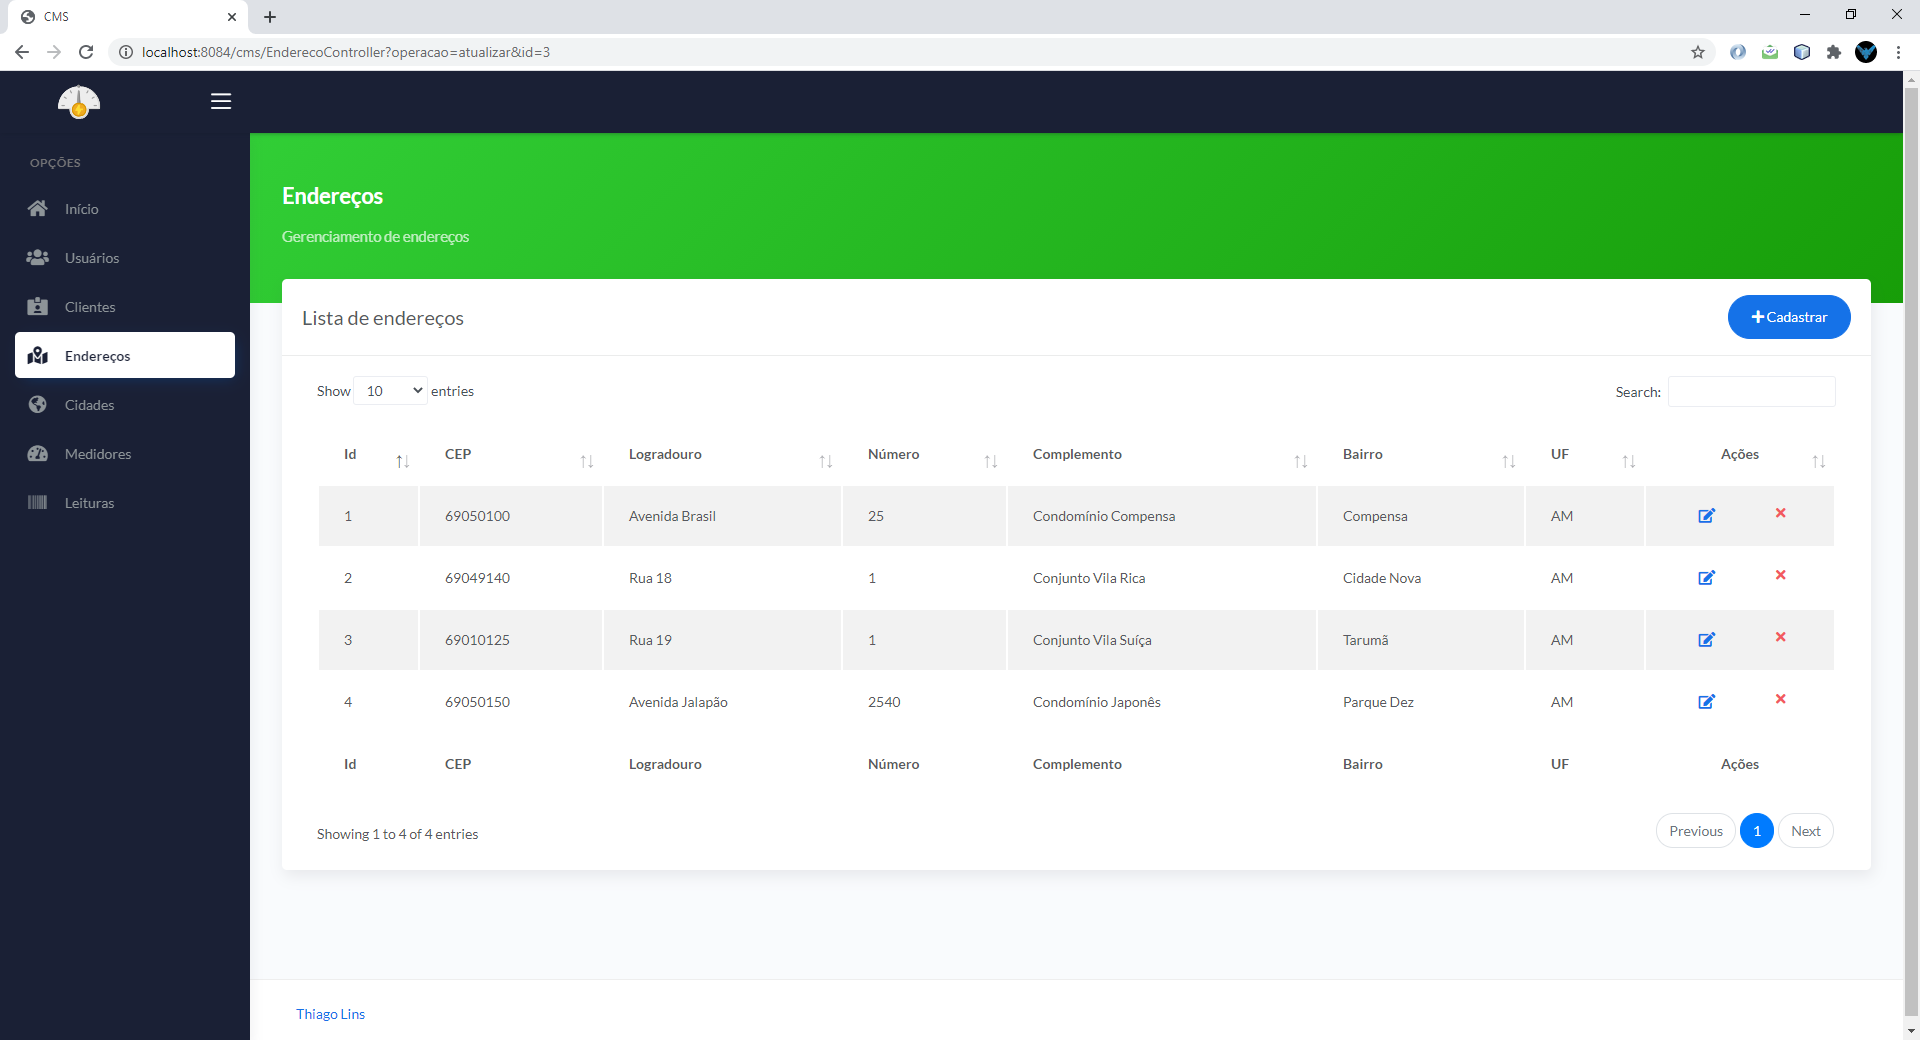 CMS
localhost:8084/cms/EnderecoController?operacao=atualizar&id=3
OPÇÕES
Início
Usuários
Clientes
Endereços
Cidades
Medidores
Leituras
Endereços
Gerenciamento de endereços
Lista de endereços
Cadastrar
Show 10 entries
Search:
Id CEP Logradouro Número Complemento Bairro UF Ações
1 69050100 Avenida Brasil 25 Condomínio Compensa Compensa AM
2 69049140 Rua 18 1 Conjunto Vila Rica Cidade Nova AM
3 69010125 Rua 19 1 Conjunto Vila Suíça Tarumã AM
4 69050150 Avenida Jalapão 2540 Condomínio Japonês Parque Dez AM
Id CEP Logradouro Número Complemento Bairro UF Ações
Showing 1 to 4 of 4 entries
Previous 1 Next
Thiago Lins